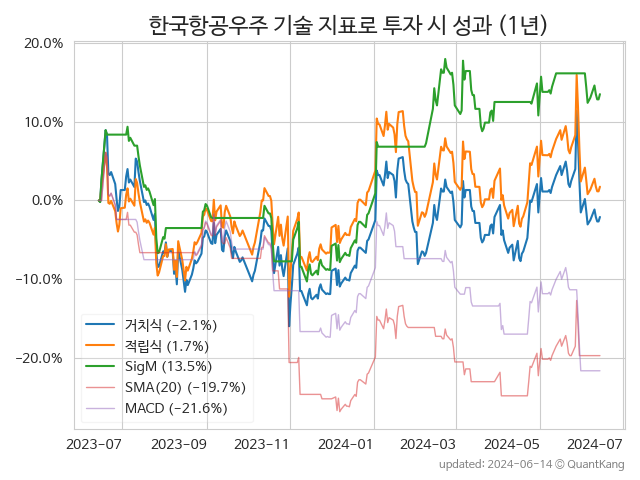 한국항공우주 기술 지표로 투자 시 성과 (1년)
20.0%
10.0%
0.0%
−10.0%
−20.0%
거치식 (−2.1%)
적립식 (1.7%)
SigM (13.5%)
SMA(20) (−19.7%)
MACD (−21.6%)
2023-07 2023-09 2023-11 2024-01 2024-03 2024-05 2024-07
updated: 2024-06-14 © QuantKang